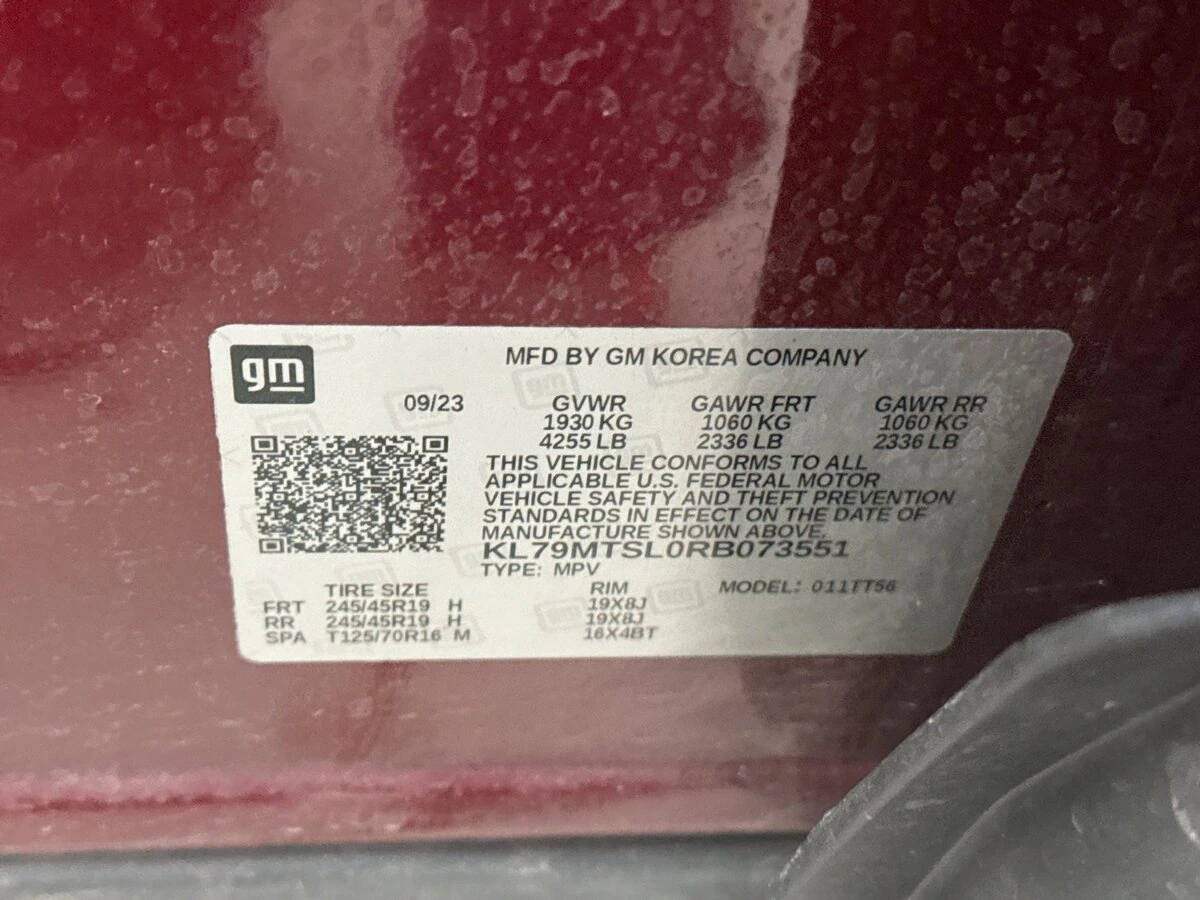 gm
MFD BY GM KOREA COMPANY
09/23 GVWR GAWR FRT GAWR RR
1930 KG 1060 KG 1060 KG
4255 LB 2336 LB 2336 LB
THIS VEHICLE CONFORMS TO ALL
APPLICABLE U.S. FEDERAL MOTOR
VEHICLE SAFETY AND THEFT PREVENTION
STANDARDS IN EFFECT ON THE DATE OF
MANUFACTURE SHOWN ABOVE.
KL79MTSL0RB073551
TYPE: MPV
TIRE SIZE RIM MODEL: 011TT56
FRT 245/45R19 H 19X8J
RR 245/45R19 H 19X8J
SPA T125/70R16 M 16X4BT